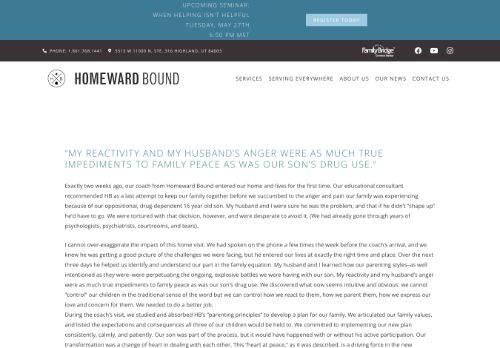 UPCOMING SEMINAR:
WHEN HELPING ISN'T HELPFUL
TUESDAY, MAY 27TH
6:00 PM MST
REGISTER TODAY
PHONE: 1.801.768.1441
5513 W 11000 N, STE. 316 HIGHLAND, UT 84003
FamilyBridge
HOMEWARD BOUND
SERVICES SERVING EVERYWHERE ABOUT US OUR NEWS CONTACT US
“MY REACTIVITY AND MY HUSBAND’S ANGER WERE AS MUCH TRUE
IMPEDIMENTS TO FAMILY PEACE AS WAS OUR SON’S DRUG USE.”
Exactly two weeks ago, our coach from Homeward Bound entered our home and lives for the first time. Our educational consultant
recommended HB as a last attempt to keep our family together before we succumbed to the anger and pain our family was experiencing
because of our oppositional, drug dependent 16 year old son. My husband and I were sure he was the problem, and that if he didn’t “shape up”
he’d have to go. We were tortured with that decision, however, and were desperate to avoid it. (We had already gone through years of
psychologists, psychiatrists, courtrooms, and tears).
I cannot over-exaggerate the impact of this home visit. We had spoken on the phone a few times the week before the coach’s arrival, and we
knew he was getting a good picture of the challenges we were facing, but he entered our lives at exactly the right time and place. Over the next
three days he helped us identify and understand our part in the family equation. My husband and I learned how our parenting styles–as well
intentioned as they were–were perpetuating the ongoing, explosive battles we were having with our son. My reactivity and my husband’s anger
were as much true impediments to family peace as was our son’s drug use. We discovered what now seems intuitive and obvious: we cannot
“control” our children in the traditional sense of the word but we can control how we react to them, how we parent them, how we express our
love and concern for them. We needed to do a better job.
During the coach’s visit, we studied and absorbed HB’s “parenting principles” to develop a plan for our family. We articulated our family values,
and listed the expectations and consequences all three of our children would be held to. We committed to implementing our new plan
consistently, calmly, and patiently. Our son was part of the process, but it would have happened with or without his active participation. Our
transformation was a change of heart in dealing with each other. This “heart at peace,” as it was described, is a driving force in the new